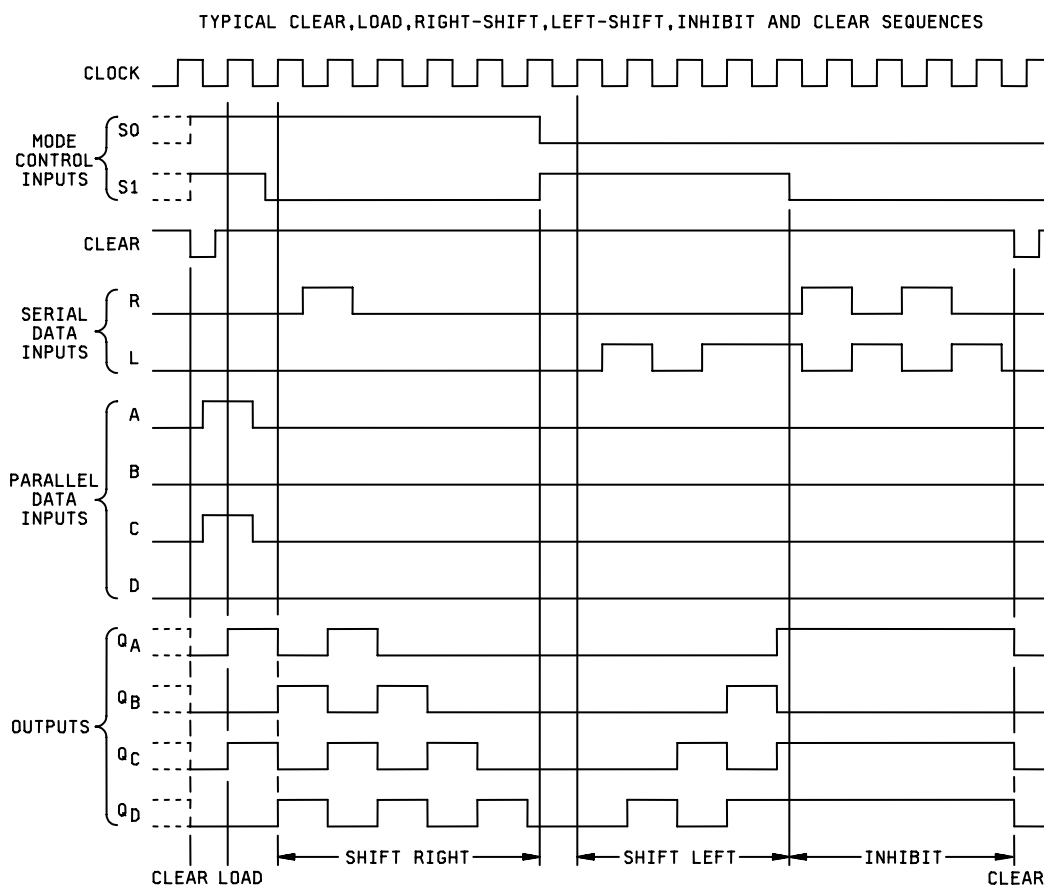 TYPICAL CLEAR,LOAD,RIGHT-SHIFT,LEFT-SHIFT,INHIBIT AND CLEAR SEQUENCES
CLOCK
MODE
CONTROL
INPUTS
S0
S1
CLEAR
SERIAL
DATA
INPUTS
R
L
PARALLEL
DATA
INPUTS
A
B
C
D
OUTPUTS
QA
QB
QC
QD
SHIFT RIGHT
SHIFT LEFT
INHIBIT
CLEAR LOAD
CLEAR